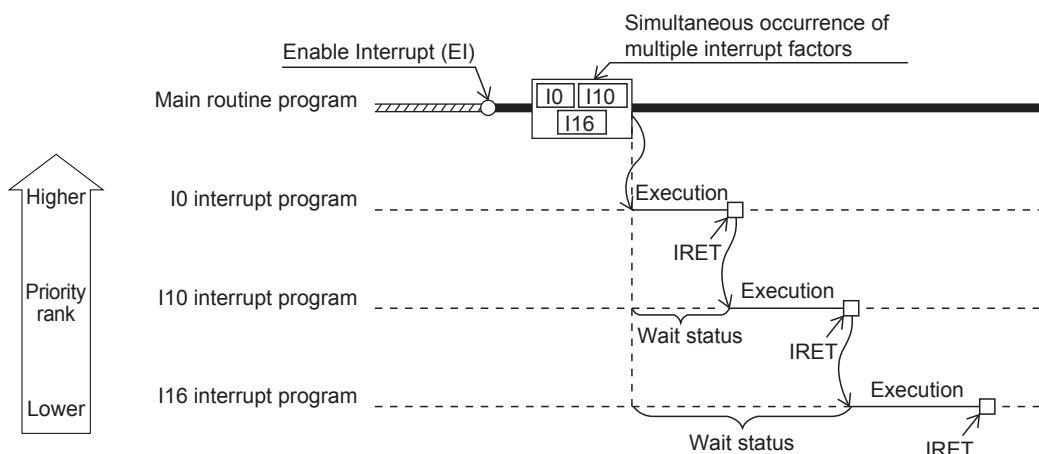 Simultaneous occurrence of
multiple interrupt factors
Enable Interrupt (EI)
Main routine program
I0
I10
I16
Higher
I0 interrupt program
Execution
IRET
Priority
rank
I10 interrupt program
Execution
Wait status
IRET
Lower
I16 interrupt program
Execution
Wait status
IRET